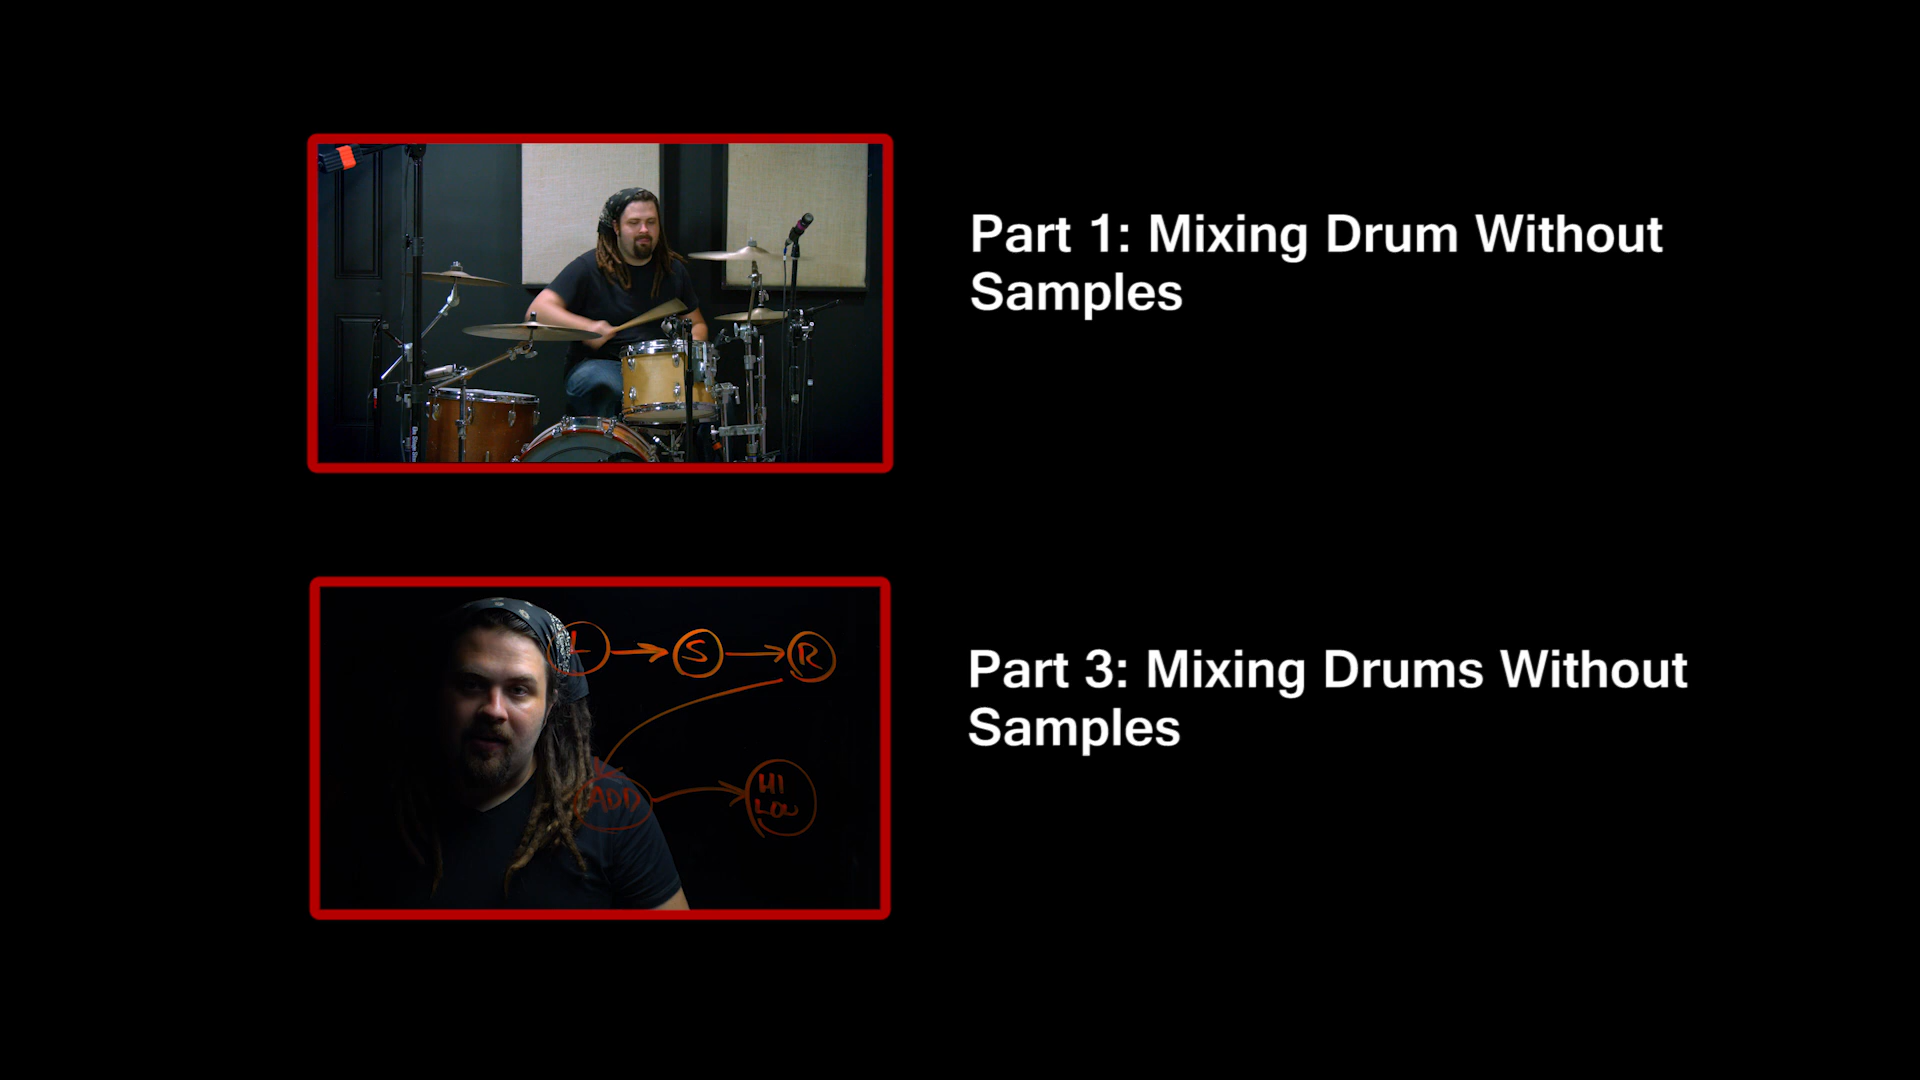 Part 1: Mixing Drum Without
Samples
L S R
Part 3: Mixing Drums Without
Samples
ADD HI
LOW